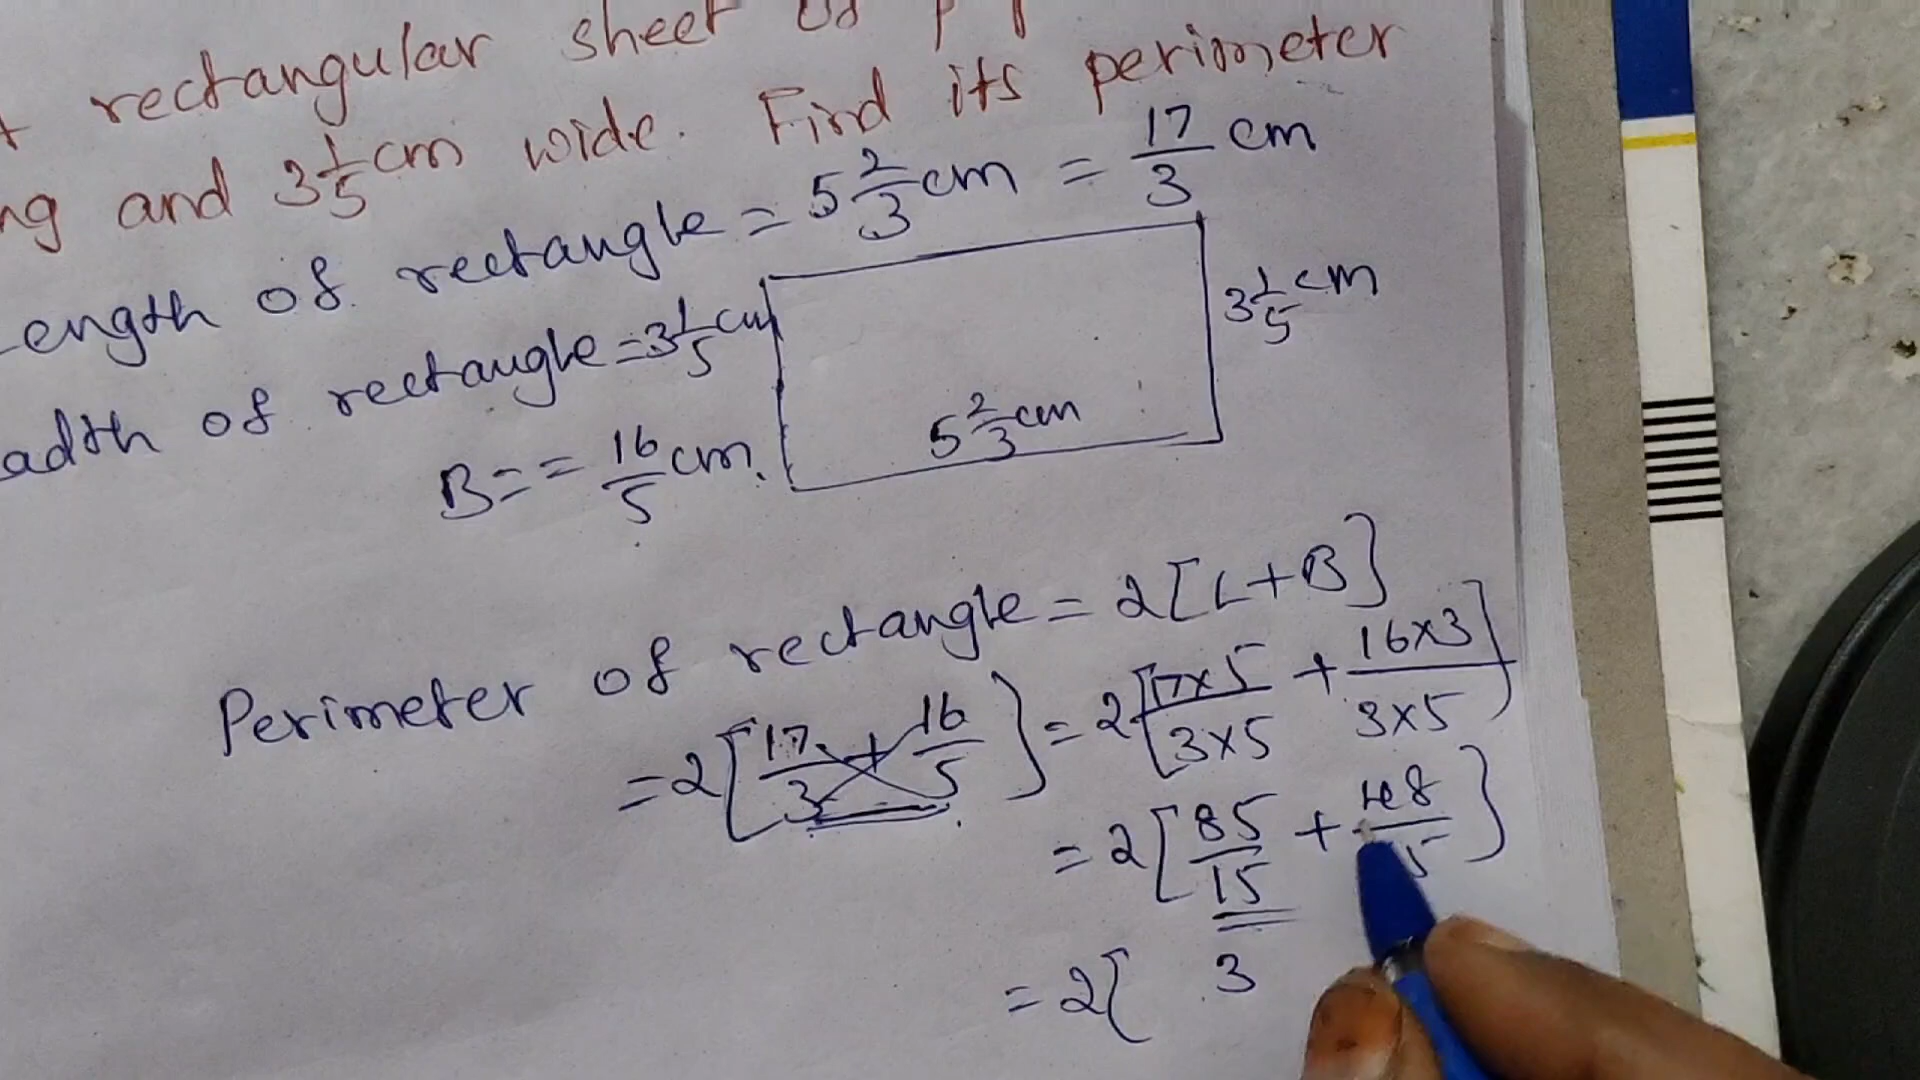 rectangular sheet of
ng and 3 1/5 cm wide. Find its perimeter
Length of rectangle = 5 2/3 cm = 17/3 cm
adth of rectangle = 3 1/5 cm
3 1/5 cm
B = = 16/5 cm.
5 2/3 cm
Perimeter of rectangle = 2[L+B]
= 2[17/3 + 16/5] = 2[17×5/3×5 + 16×3/3×5]
= 2[85/15 + 48/5]
= 2[ 3